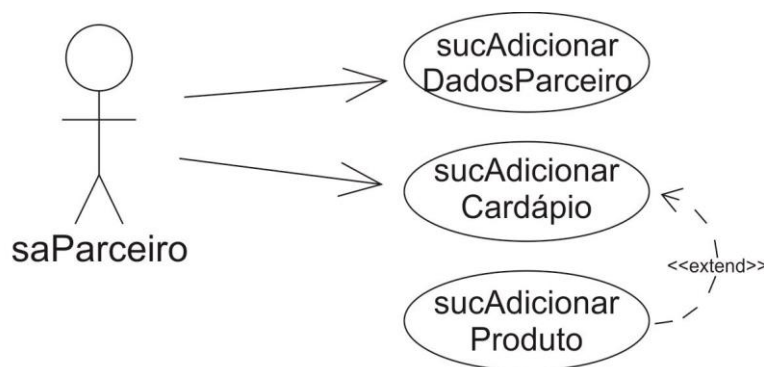 sucAdicionar
DadosParceiro
sucAdicionar
Cardápio
saParceiro
<<extend>>
sucAdicionar
Produto